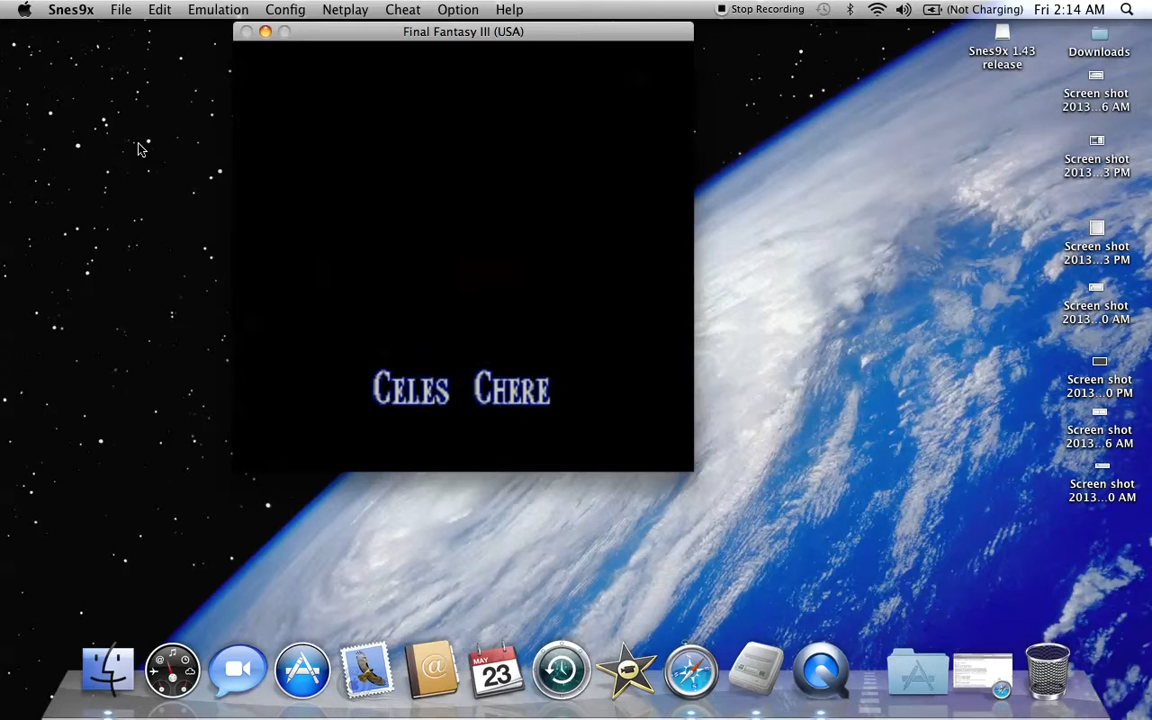 Snes9x File Edit Emulation Config Netplay Cheat Option Help Stop Recording (Not Charging) Fri 2:14 AM
Final Fantasy III (USA)
Snes9x 1.43
release
Downloads
Screen shot
2013...6 AM
Screen shot
2013...3 PM
Screen shot
2013...3 PM
Screen shot
2013...0 AM
Screen shot
2013...0 PM
Screen shot
2013...6 AM
Screen shot
2013...0 AM
CELES CHERE
MAY
23